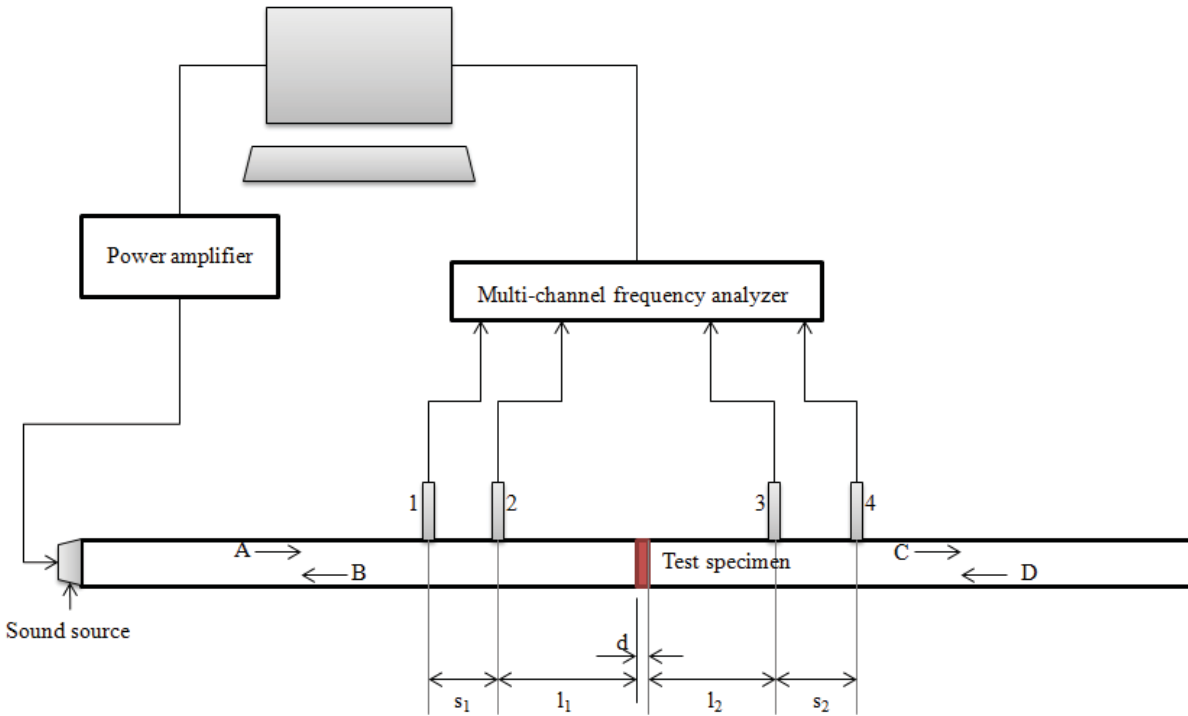 Power amplifier
Multi-channel frequency analyzer
1
2
3
4
A
B
Test specimen
C
D
Sound source
d
s₁
l₁
l₂
s₂